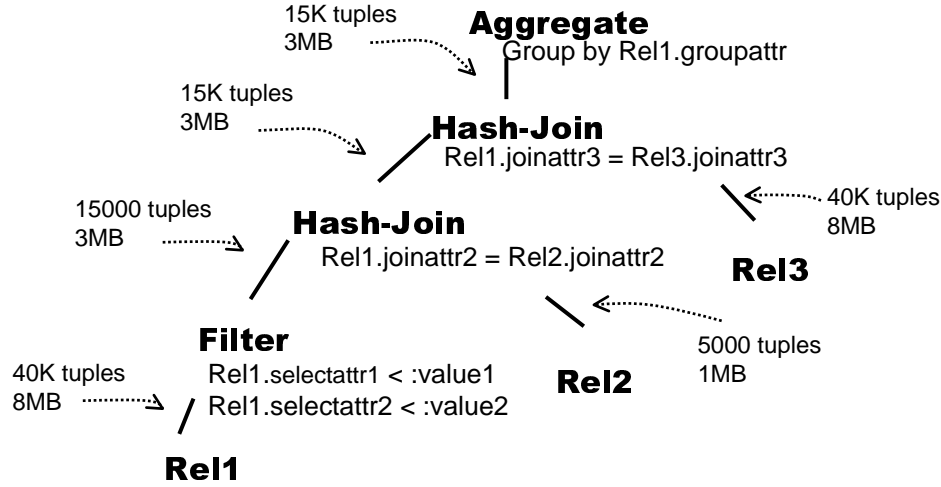 15K tuples
3MB
Aggregate
Group by Rel1.groupattr
15K tuples
3MB
Hash-Join
Rel1.joinattr3 = Rel3.joinattr3
40K tuples
8MB
15000 tuples
3MB
Hash-Join
Rel1.joinattr2 = Rel2.joinattr2
Rel3
Filter
Rel1.selectattr1 < :value1
Rel1.selectattr2 < :value2
5000 tuples
1MB
40K tuples
8MB
Rel2
Rel1